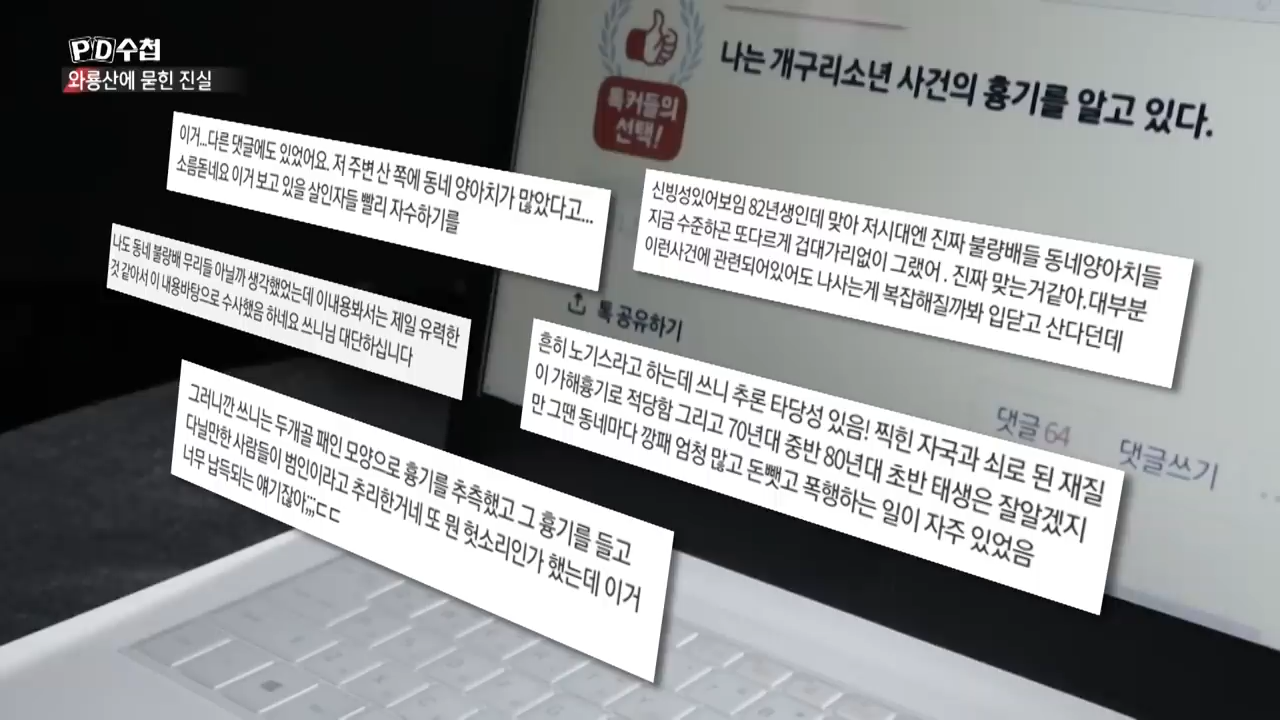 PD수첩
와룡산에 묻힌 진실
톡커들의
선택!
나는 개구리소년 사건의 흉기를 알고 있다.
이거...다른 댓글에도 있었어요. 저 주변 산 쪽에 동네 양아치가 많았다고...
소름돋네요 이거 보고 있을 살인자들 빨리 자수하기를
신빙성있어보임 82년생인데 맞아 저시대엔 진짜 불량배들 동네양아치들
지금 수준하곤 또다르게 겁대가리없이 그랬어 . 진짜 맞는거같아. 대부분
이런사건에 관련되어있어도 나사는게 복잡해질까봐 입닫고 산다던데
나도 동네 불량배 무리들 아닐까 생각했었는데 이내용봐서는 제일 유력한
것 같아서 이 내용바탕으로 수사했음 하네요 쓰니님 대단하십니다
톡 공유하기
흔히 노기스라고 하는데 쓰니 추론 타당성 있음! 찍힌 자국과 쇠로 된 재질
이 가해흉기로 적당함 그리고 70년대 중반 80년대 초반 태생은 잘알겠지
만 그땐 동네마다 깡패 엄청 많고 돈뺏고 폭행하는 일이 자주 있었음
그러니깐 쓰니는 두개골 패인 모양으로 흉기를 추측했고 그 흉기를 들고
다닐만한 사람들이 범인이라고 추리한거네 또 뭔 헛소리인가 했는데 이거
너무 납득되는 얘기잖아;;;ㄷㄷ
댓글 64
댓글쓰기